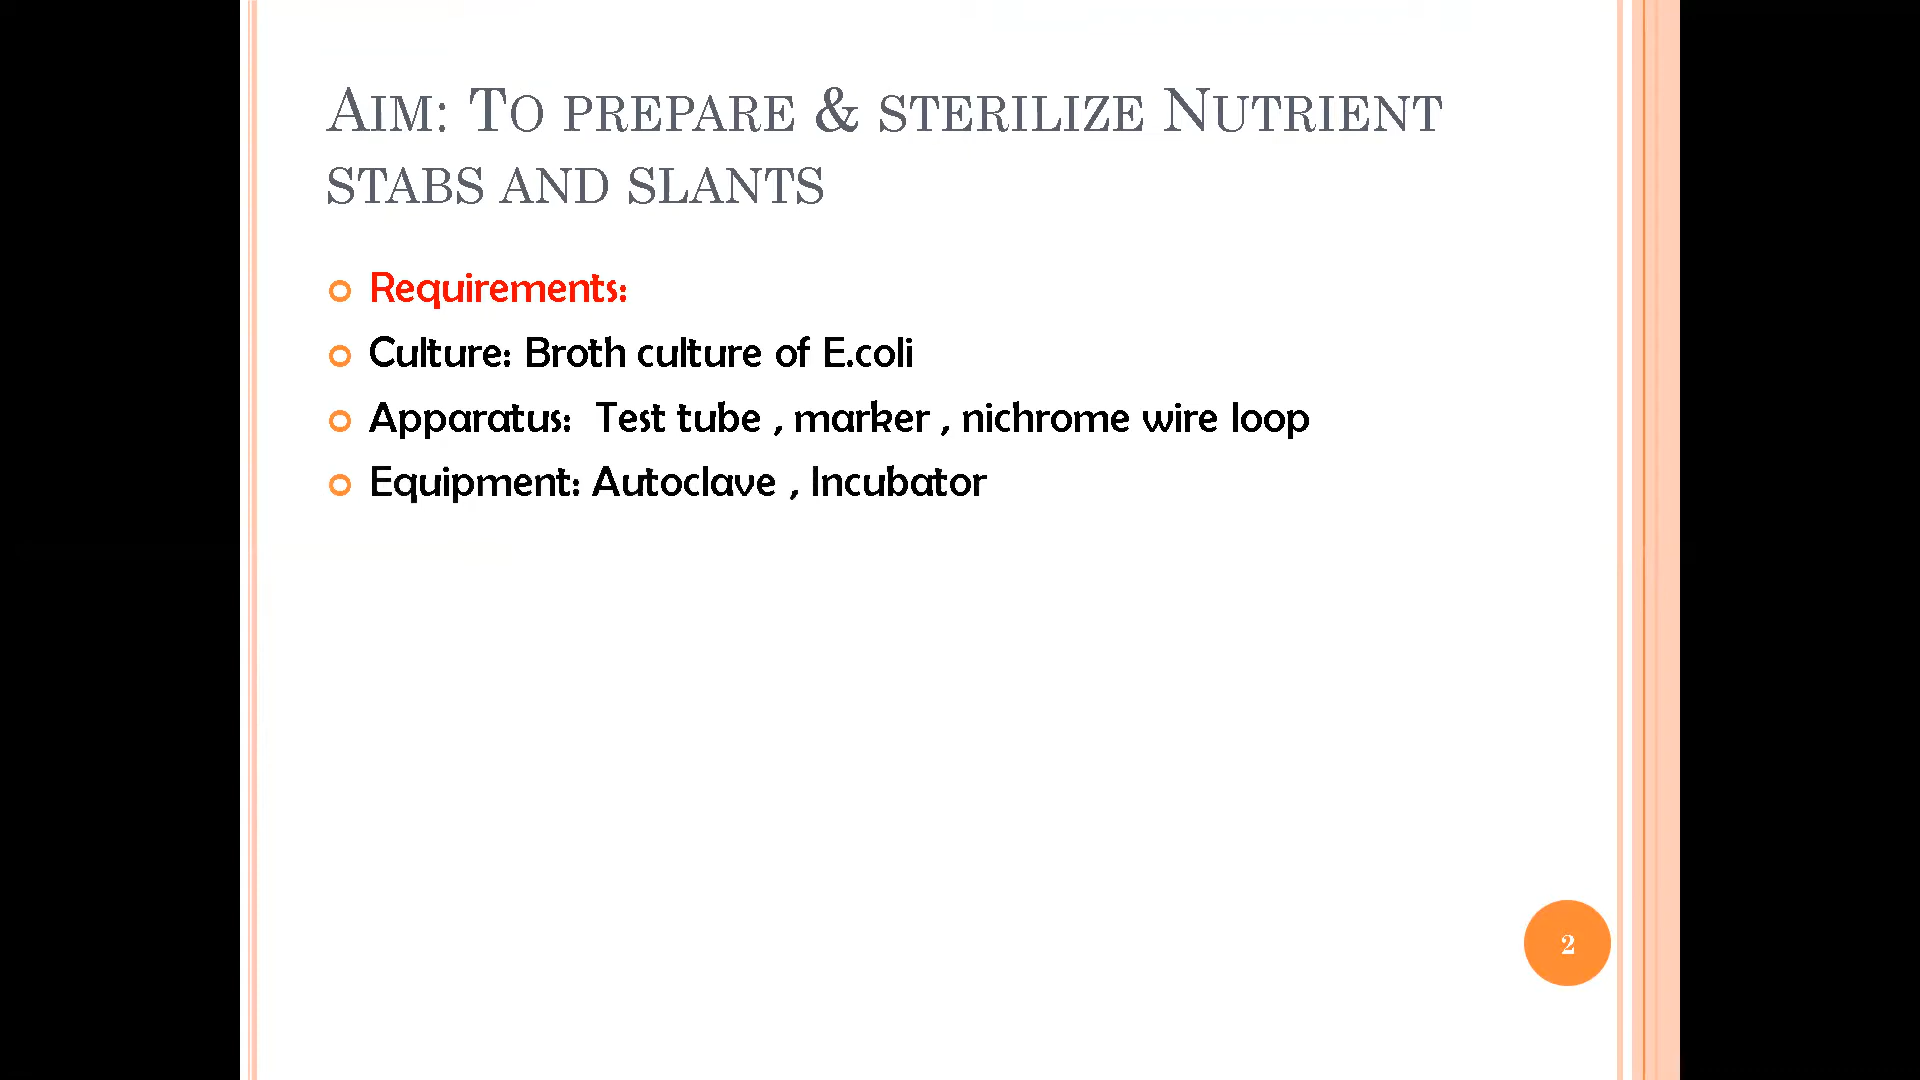 Aim: To prepare & sterilize Nutrient
stabs and slants
Requirements:
Culture: Broth culture of E.coli
Apparatus:  Test tube , marker , nichrome wire loop
Equipment: Autoclave , Incubator
2